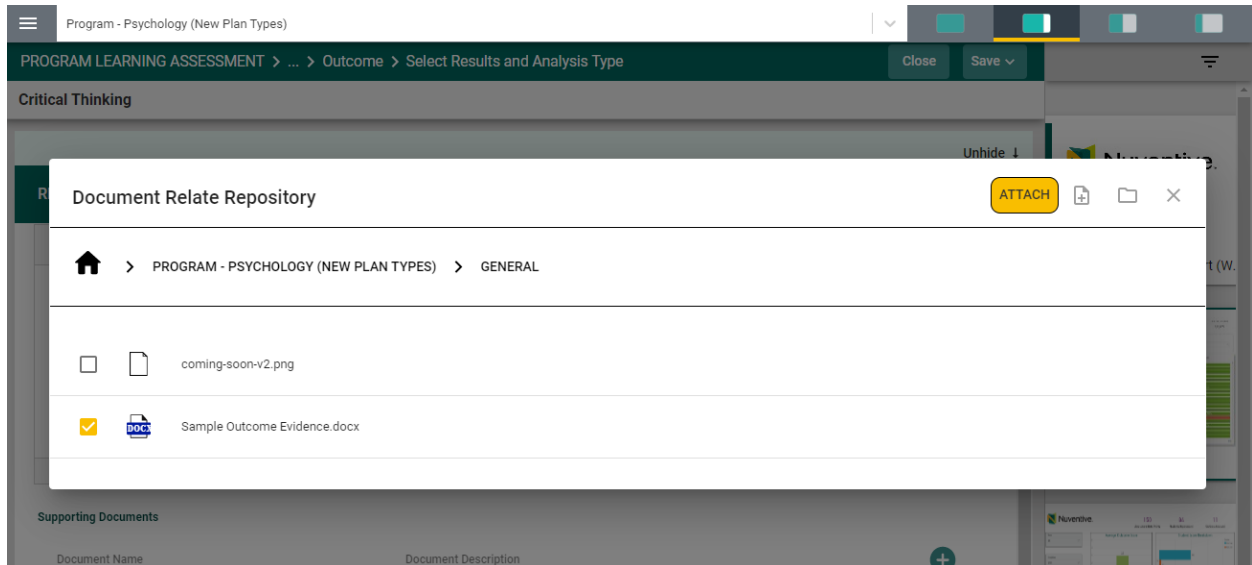 Program - Psychology (New Plan Types)
PROGRAM LEARNING ASSESSMENT > ... > Outcome > Select Results and Analysis Type
Close
Save
Critical Thinking
Unhide ↓
Nuventive.
R
Document Relate Repository
ATTACH
PROGRAM - PSYCHOLOGY (NEW PLAN TYPES) > GENERAL
rt (W.
coming-soon-v2.png
DOCX
Sample Outcome Evidence.docx
Supporting Documents
Document Name
Document Description
Nuventive.